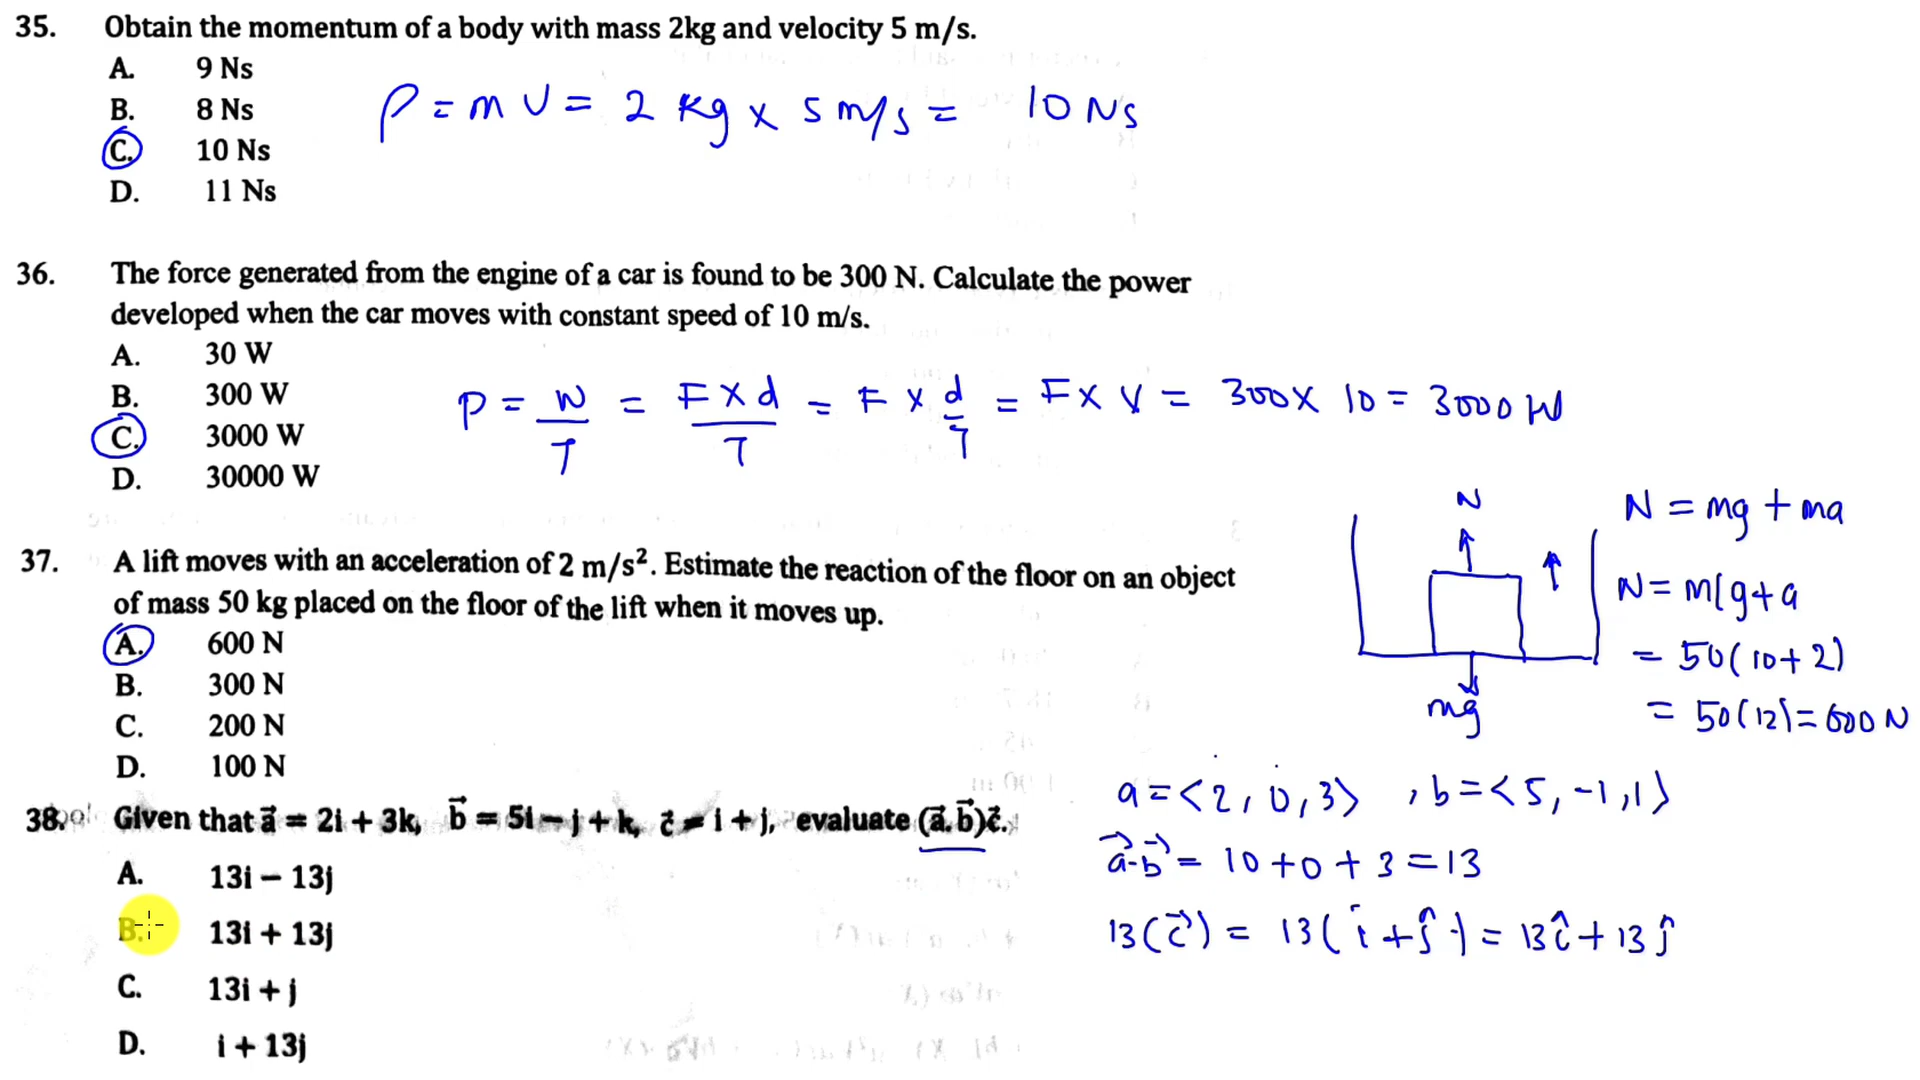 35. Obtain the momentum of a body with mass 2kg and velocity 5 m/s.
A. 9 Ns
B. 8 Ns
C. 10 Ns
D. 11 Ns
P = m v = 2 kg x 5 m/s = 10 Ns
36. The force generated from the engine of a car is found to be 300 N. Calculate the power
developed when the car moves with constant speed of 10 m/s.
A. 30 W
B. 300 W
C. 3000 W
D. 30000 W
P = W/T = F x d/T = F x d/T = F x V = 300 x 10 = 3000 W
37. A lift moves with an acceleration of 2 m/s². Estimate the reaction of the floor on an object
of mass 50 kg placed on the floor of the lift when it moves up.
A. 600 N
B. 300 N
C. 200 N
D. 100 N
N
mg
N = mg + ma
N = m(g+a
= 50(10+2)
= 50(12)=600 N
38. Given that a⃗ = 2i + 3k, b⃗ = 5i – j + k, c⃗ = i + j, evaluate (a⃗.b⃗)c⃗.
A. 13i – 13j
B. 13i + 13j
C. 13i + j
D. i + 13j
a = <2, 0, 3> , b = <5, -1, 1>
a⃗·b⃗ = 10 + 0 + 3 = 13
13(c⃗) = 13(i + ĵ) = 13î + 13ĵ